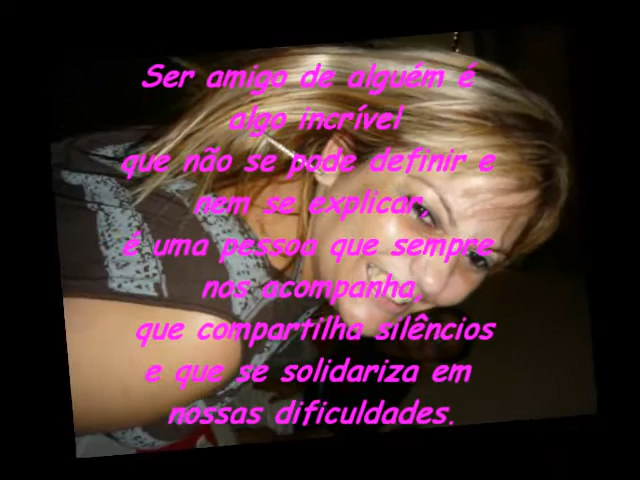 Ser amigo de alguém é
algo incrível
que não se pode definir e
nem se explicar,
é uma pessoa que sempre
nos acompanha,
que compartilha silêncios
e que se solidariza em
nossas dificuldades.